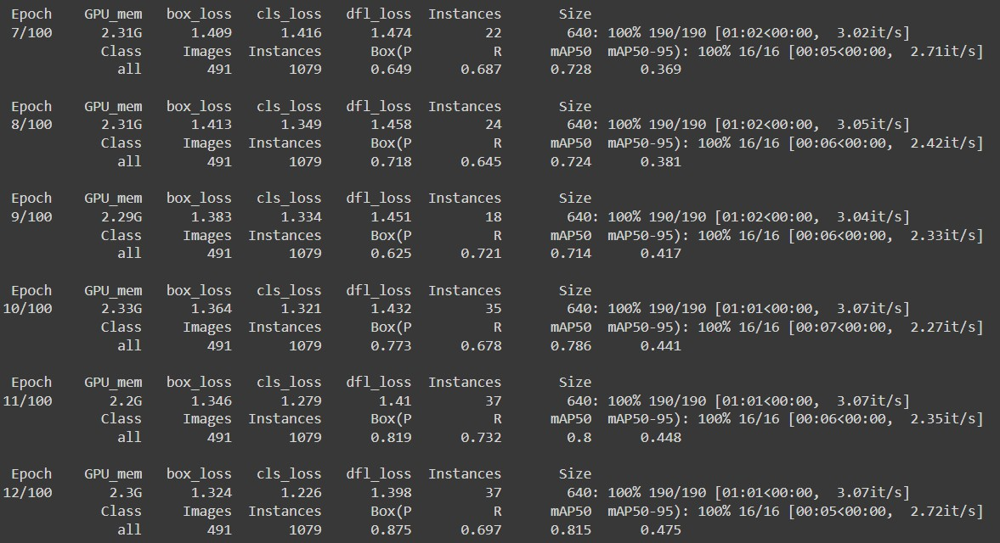 Epoch GPU_mem box_loss cls_loss dfl_loss Instances Size
7/100 2.31G 1.409 1.416 1.474 22 640: 100% 190/190 [01:02<00:00, 3.02it/s]
Class Images Instances Box(P R mAP50 mAP50-95): 100% 16/16 [00:05<00:00, 2.71it/s]
all 491 1079 0.649 0.687 0.728 0.369
Epoch GPU_mem box_loss cls_loss dfl_loss Instances Size
8/100 2.31G 1.413 1.349 1.458 24 640: 100% 190/190 [01:02<00:00, 3.05it/s]
Class Images Instances Box(P R mAP50 mAP50-95): 100% 16/16 [00:06<00:00, 2.42it/s]
all 491 1079 0.718 0.645 0.724 0.381
Epoch GPU_mem box_loss cls_loss dfl_loss Instances Size
9/100 2.29G 1.383 1.334 1.451 18 640: 100% 190/190 [01:02<00:00, 3.04it/s]
Class Images Instances Box(P R mAP50 mAP50-95): 100% 16/16 [00:06<00:00, 2.33it/s]
all 491 1079 0.625 0.721 0.714 0.417
Epoch GPU_mem box_loss cls_loss dfl_loss Instances Size
10/100 2.33G 1.364 1.321 1.432 35 640: 100% 190/190 [01:01<00:00, 3.07it/s]
Class Images Instances Box(P R mAP50 mAP50-95): 100% 16/16 [00:07<00:00, 2.27it/s]
all 491 1079 0.773 0.678 0.786 0.441
Epoch GPU_mem box_loss cls_loss dfl_loss Instances Size
11/100 2.2G 1.346 1.279 1.41 37 640: 100% 190/190 [01:01<00:00, 3.07it/s]
Class Images Instances Box(P R mAP50 mAP50-95): 100% 16/16 [00:06<00:00, 2.35it/s]
all 491 1079 0.819 0.732 0.8 0.448
Epoch GPU_mem box_loss cls_loss dfl_loss Instances Size
12/100 2.3G 1.324 1.226 1.398 37 640: 100% 190/190 [01:01<00:00, 3.07it/s]
Class Images Instances Box(P R mAP50 mAP50-95): 100% 16/16 [00:05<00:00, 2.72it/s]
all 491 1079 0.875 0.697 0.815 0.475